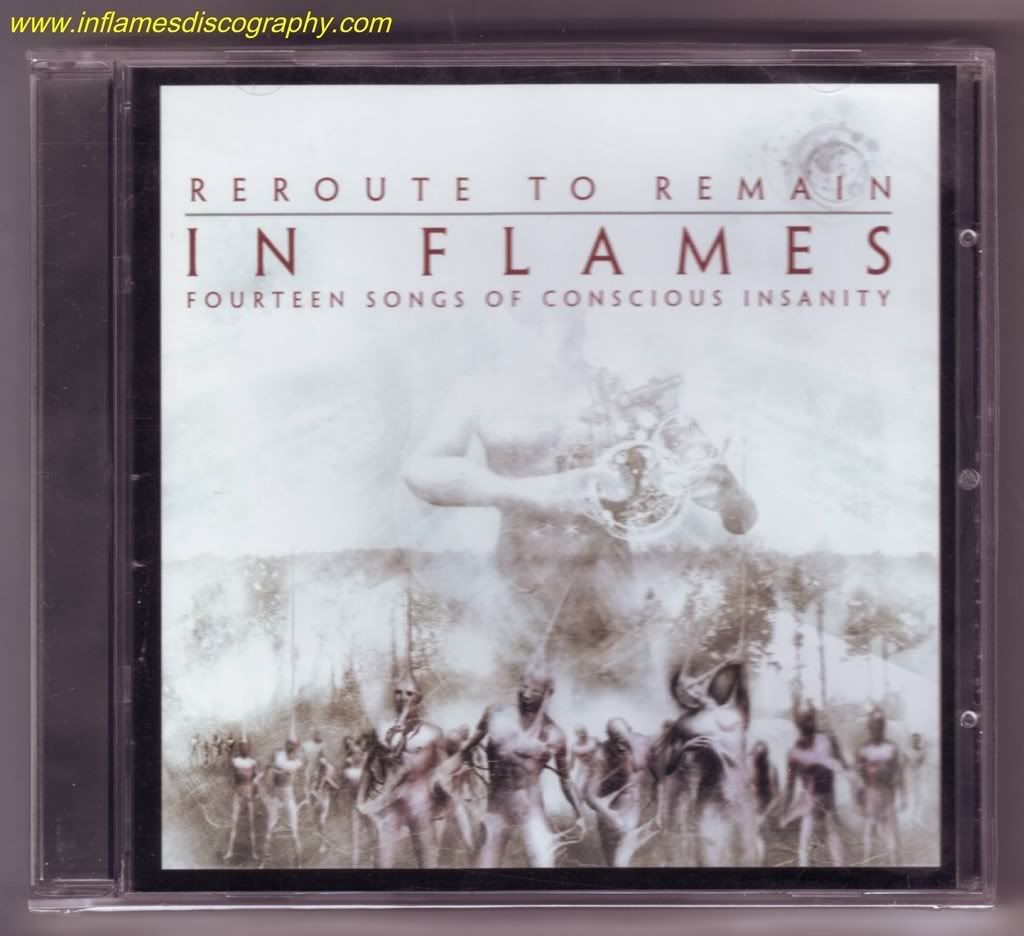 www.inflamesdiscography.com
REROUTE TO REMAIN
IN FLAMES
FOURTEEN SONGS OF CONSCIOUS INSANITY